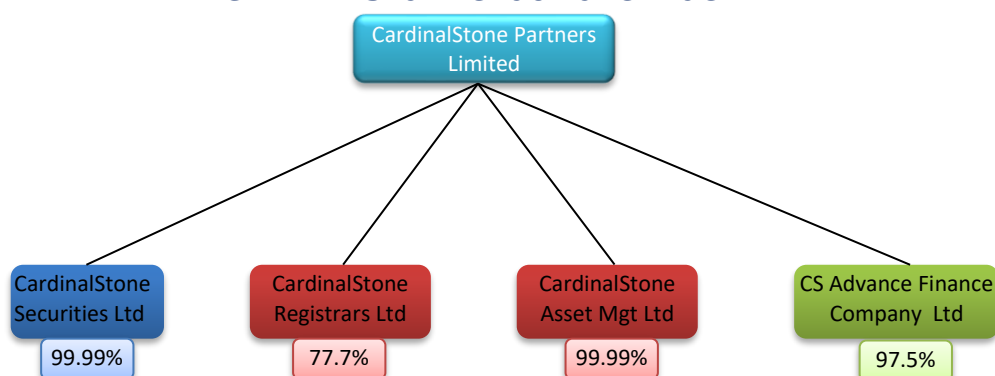 CardinalStone Partners
Limited
CardinalStone
Securities Ltd
99.99%
CardinalStone
Registrars Ltd
77.7%
CardinalStone
Asset Mgt Ltd
99.99%
CS Advance Finance
Company Ltd
97.5%